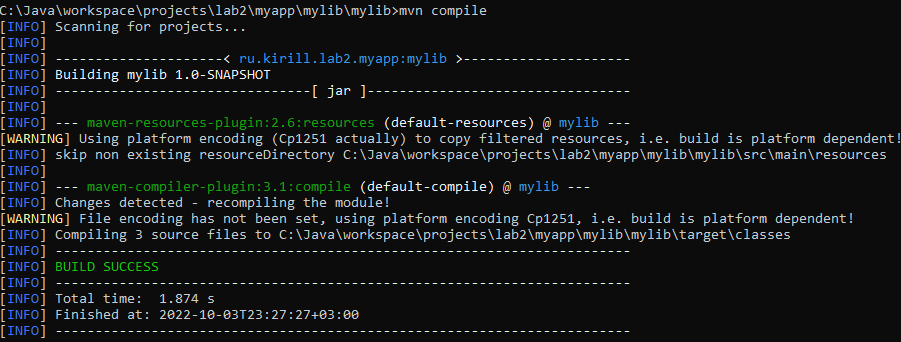 C:\Java\workspace\projects\lab2\myapp\mylib\mylib>mvn compile
[INFO] Scanning for projects...
[INFO]
[INFO] --------------------< ru.kirill.lab2.myapp:mylib >---------------------
[INFO] Building mylib 1.0-SNAPSHOT
[INFO] --------------------------------[ jar ]---------------------------------
[INFO]
[INFO] --- maven-resources-plugin:2.6:resources (default-resources) @ mylib ---
[WARNING] Using platform encoding (Cp1251 actually) to copy filtered resources, i.e. build is platform dependent!
[INFO] skip non existing resourceDirectory C:\Java\workspace\projects\lab2\myapp\mylib\mylib\src\main\resources
[INFO]
[INFO] --- maven-compiler-plugin:3.1:compile (default-compile) @ mylib ---
[INFO] Changes detected - recompiling the module!
[WARNING] File encoding has not been set, using platform encoding Cp1251, i.e. build is platform dependent!
[INFO] Compiling 3 source files to C:\Java\workspace\projects\lab2\myapp\mylib\mylib\target\classes
[INFO] ------------------------------------------------------------------------
[INFO] BUILD SUCCESS
[INFO] ------------------------------------------------------------------------
[INFO] Total time:  1.874 s
[INFO] Finished at: 2022-10-03T23:27:27+03:00
[INFO] ------------------------------------------------------------------------